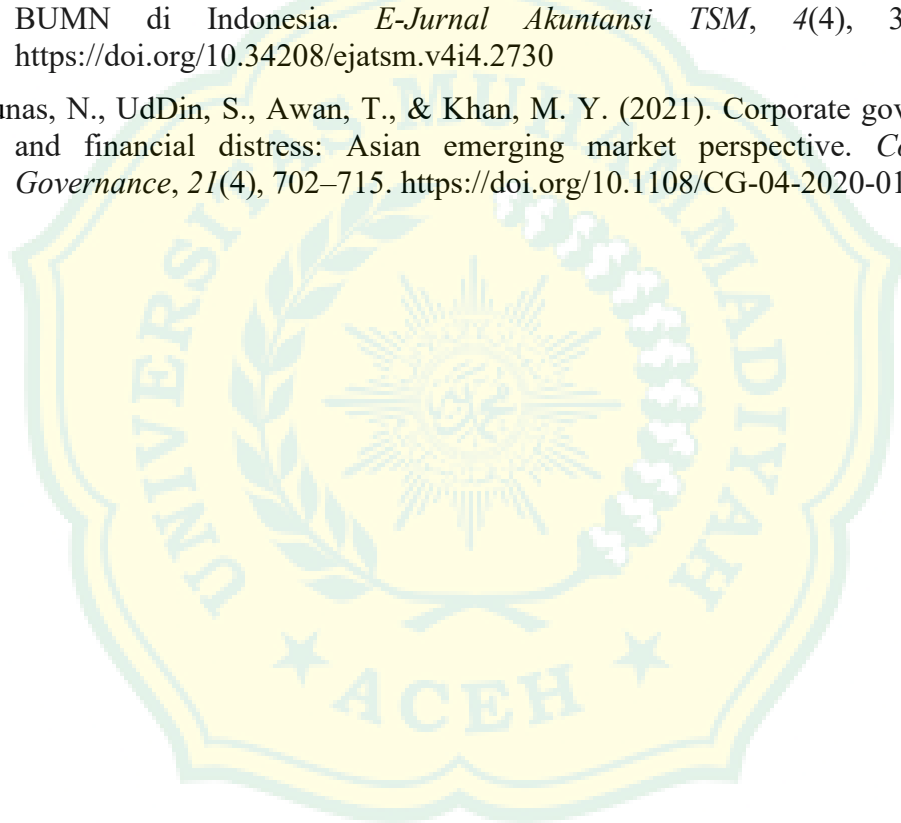 BUMN di Indonesia. E-Jurnal Akuntansi TSM, 4(4), 3
https://doi.org/10.34208/ejatsm.v4i4.2730
unas, N., UdDin, S., Awan, T., & Khan, M. Y. (2021). Corporate gov
and financial distress: Asian emerging market perspective. Co
Governance, 21(4), 702–715. https://doi.org/10.1108/CG-04-2020-01
UNIVERSITAS MUHAMMADIYAH
ACEH